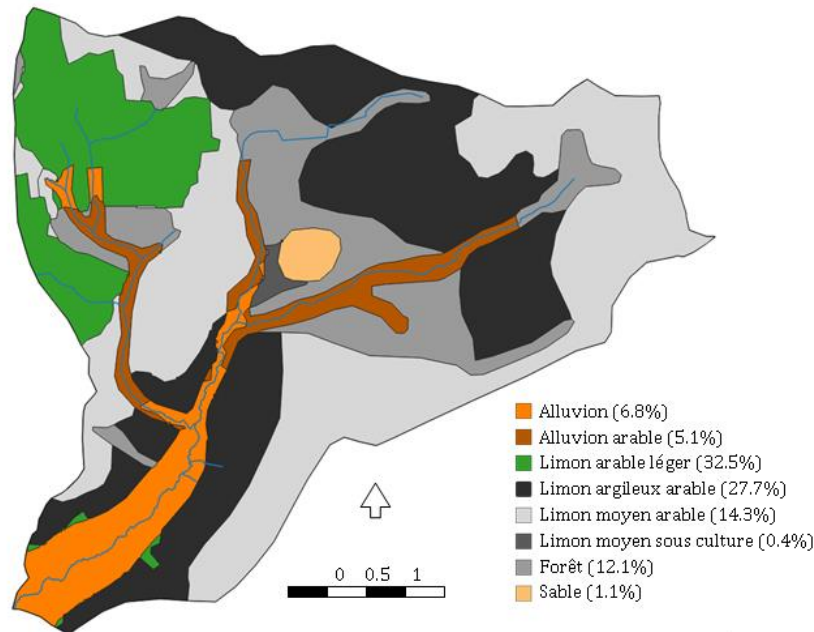 Alluvion (6.8%)
Alluvion arable (5.1%)
Limon arable léger (32.5%)
Limon argileux arable (27.7%)
Limon moyen arable (14.3%)
Limon moyen sous culture (0.4%)
Forêt (12.1%)
Sable (1.1%)
0 0.5 1